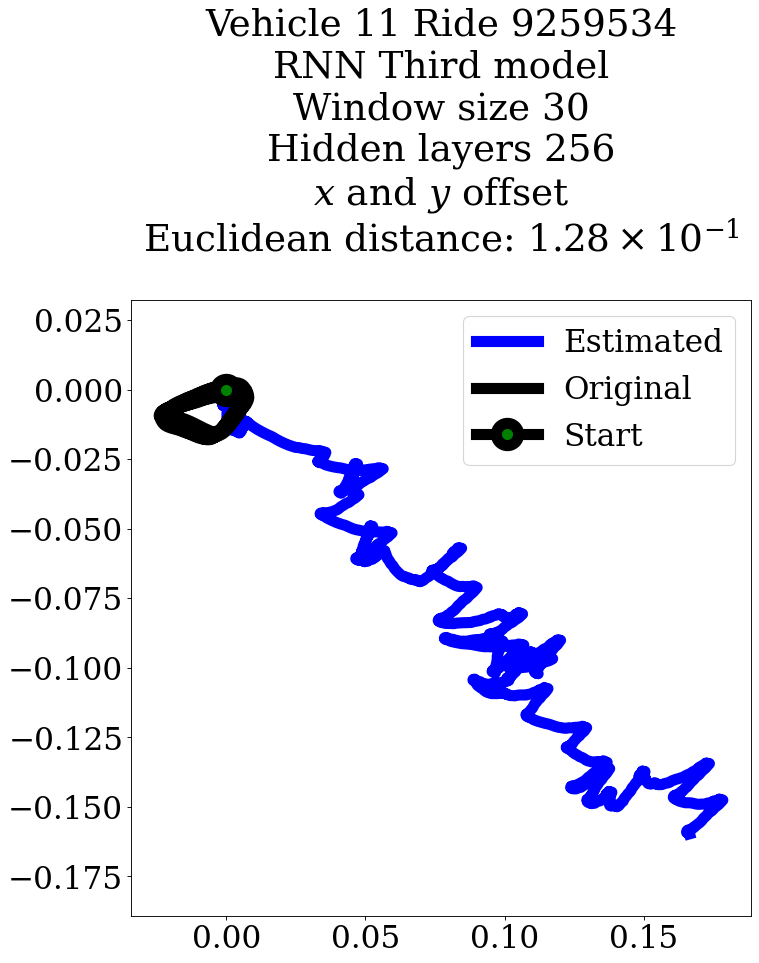 Vehicle 11 Ride 9259534
RNN Third model
Window size 30
Hidden layers 256
x and y offset
Euclidean distance: 1.28 × 10⁻¹
Estimated
Original
Start
0.025
0.000
−0.025
−0.050
−0.075
−0.100
−0.125
−0.150
−0.175
0.00 0.05 0.10 0.15